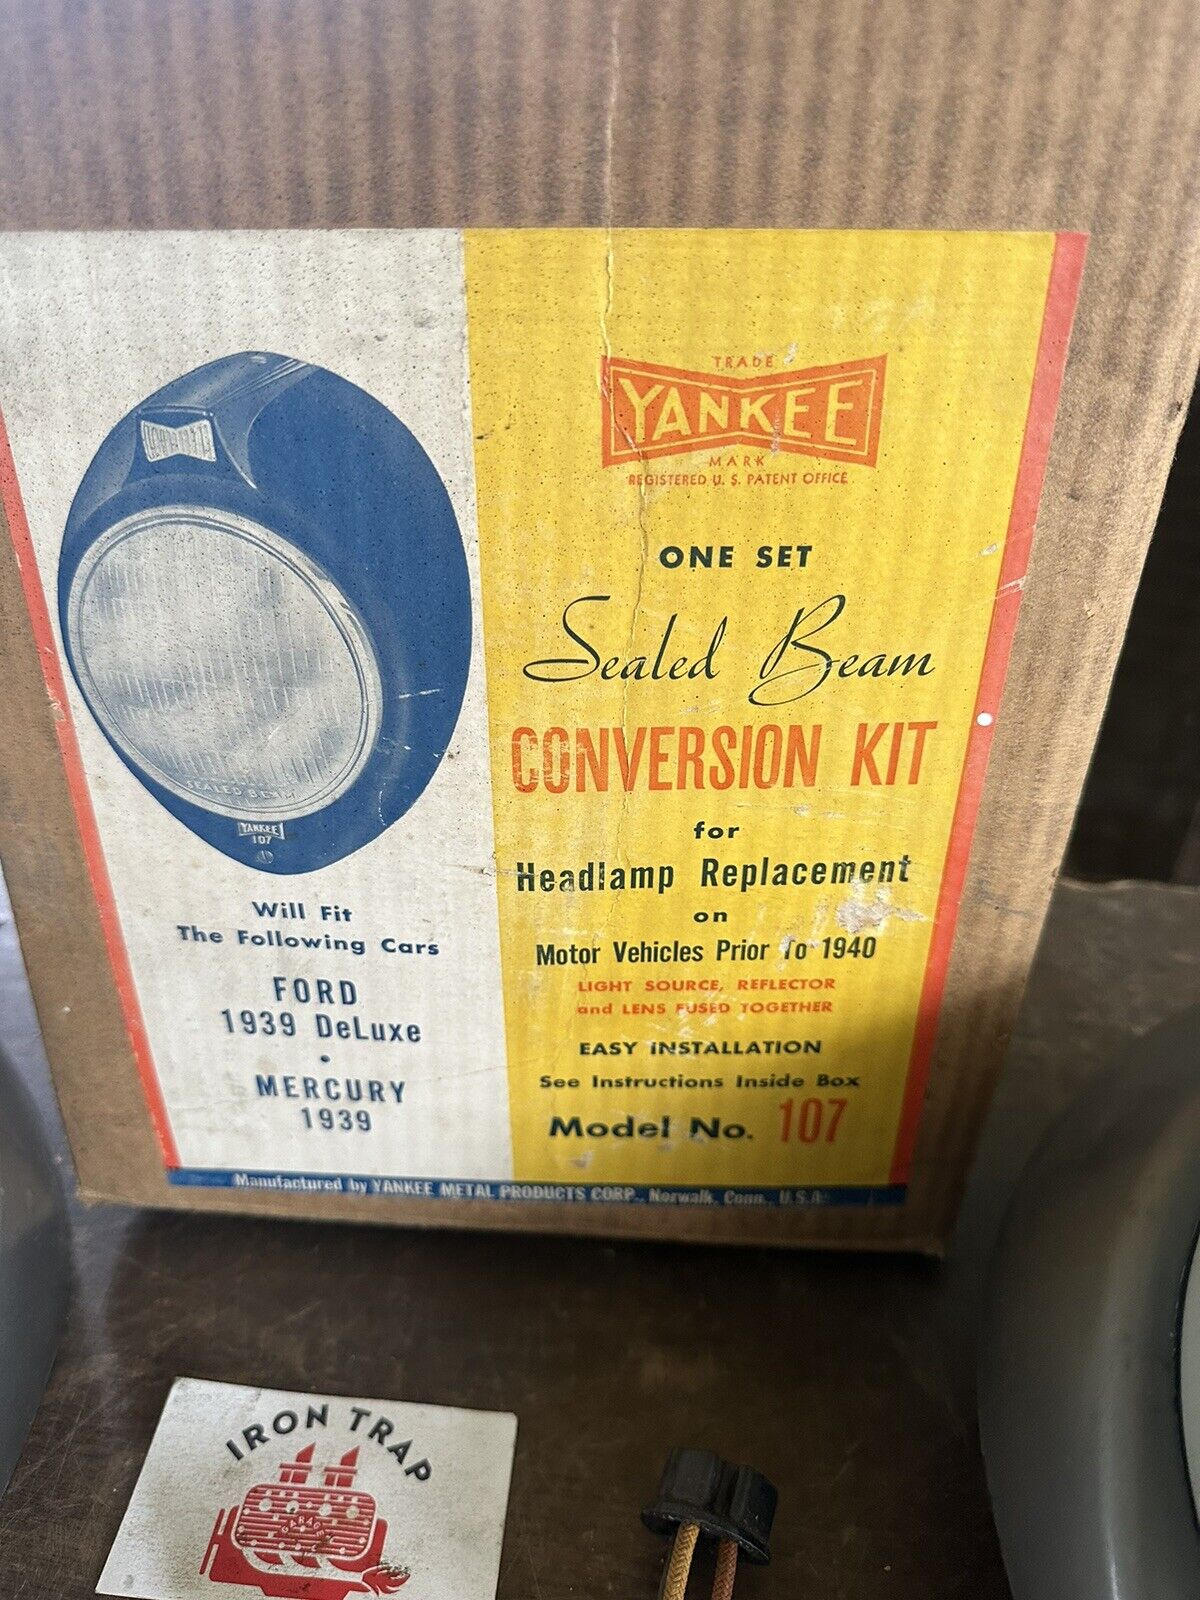 TRADE
YANKEE
MARK
REGISTERED U. S. PATENT OFFICE
ONE SET
Sealed Beam
CONVERSION KIT
for
Headlamp Replacement
on
Motor Vehicles Prior To 1940
LIGHT SOURCE, REFLECTOR
and LENS FUSED TOGETHER
EASY INSTALLATION
See Instructions Inside Box
Model No. 107
SEALED BEAM
YANKEE
107
Will Fit
The Following Cars
FORD
1939 DeLuxe
•
MERCURY
1939
Manufactured by YANKEE METAL PRODUCTS CORP., Norwalk, Conn., U.S.A.
IRON TRAP
GARAGE